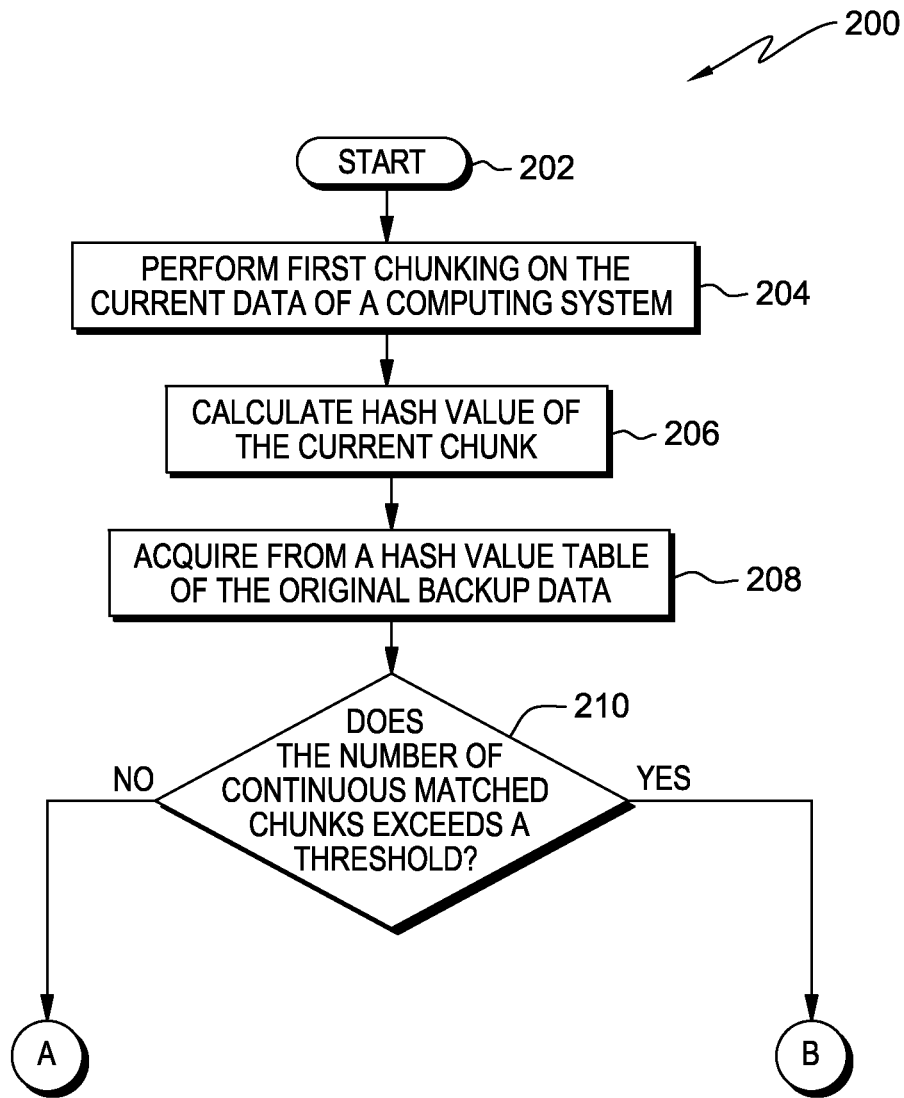 200
START
202
PERFORM FIRST CHUNKING ON THE
CURRENT DATA OF A COMPUTING SYSTEM
204
CALCULATE HASH VALUE OF
THE CURRENT CHUNK
206
ACQUIRE FROM A HASH VALUE TABLE
OF THE ORIGINAL BACKUP DATA
208
210
DOES
THE NUMBER OF
CONTINUOUS MATCHED
CHUNKS EXCEEDS A
THRESHOLD?
NO
YES
A
B